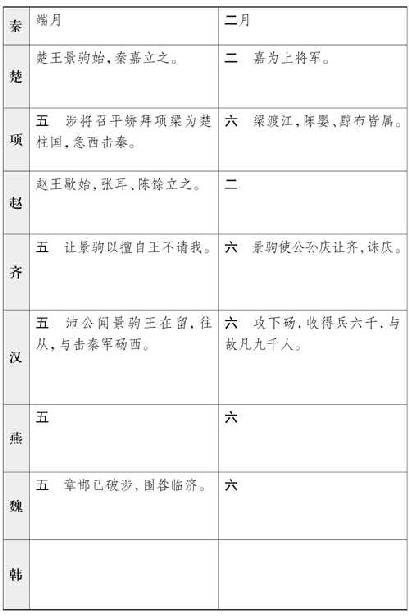 秦 端月 二月
楚 楚王景驹始,秦嘉立之。 二 嘉为上将军。
项 五 涉将召平矫拜项梁为楚 六 梁渡江,陈婴、黥布皆属。
柱国,急西击秦。
赵 赵王歇始,张耳、陈馀立之。 二
齐 五 让景驹以擅自王不请我。 六 景驹使公孙庆让齐,诛庆。
汉 五 沛公闻景驹王在留,往 六 攻下砀,收得兵六千,与
从,与击秦军砀西。 故凡九千人。
燕 五 六
魏 五 章邯已破涉,围咎临济。 六
韩